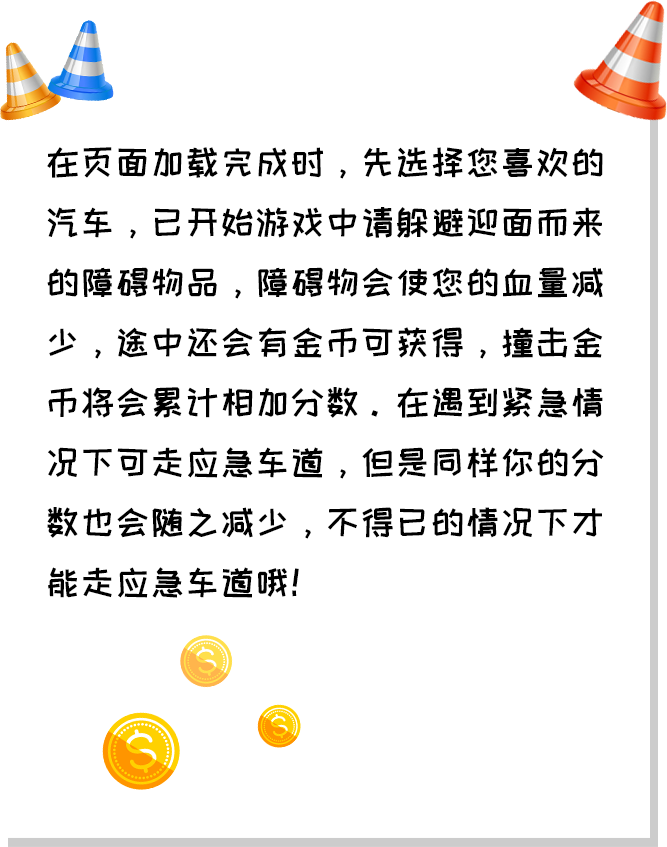 在页面加载完成时，先选择您喜欢的
汽车，已开始游戏中请躲避迎面而来
的障碍物品，障碍物会使您的血量减
少，途中还会有金币可获得，撞击金
币将会累计相加分数。在遇到紧急情
况下可走应急车道，但是同样你的分
数也会随之减少，不得已的情况下才
能走应急车道哦!